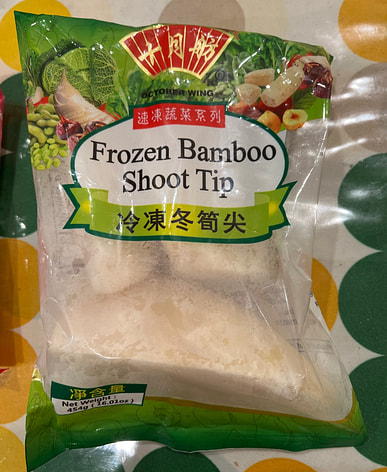 十月舫
OCTOBER WING
速凍蔬菜系列
Frozen Bamboo
Shoot Tip
冷凍冬筍尖
淨含量
Net Weight:
454g (16.01oz)